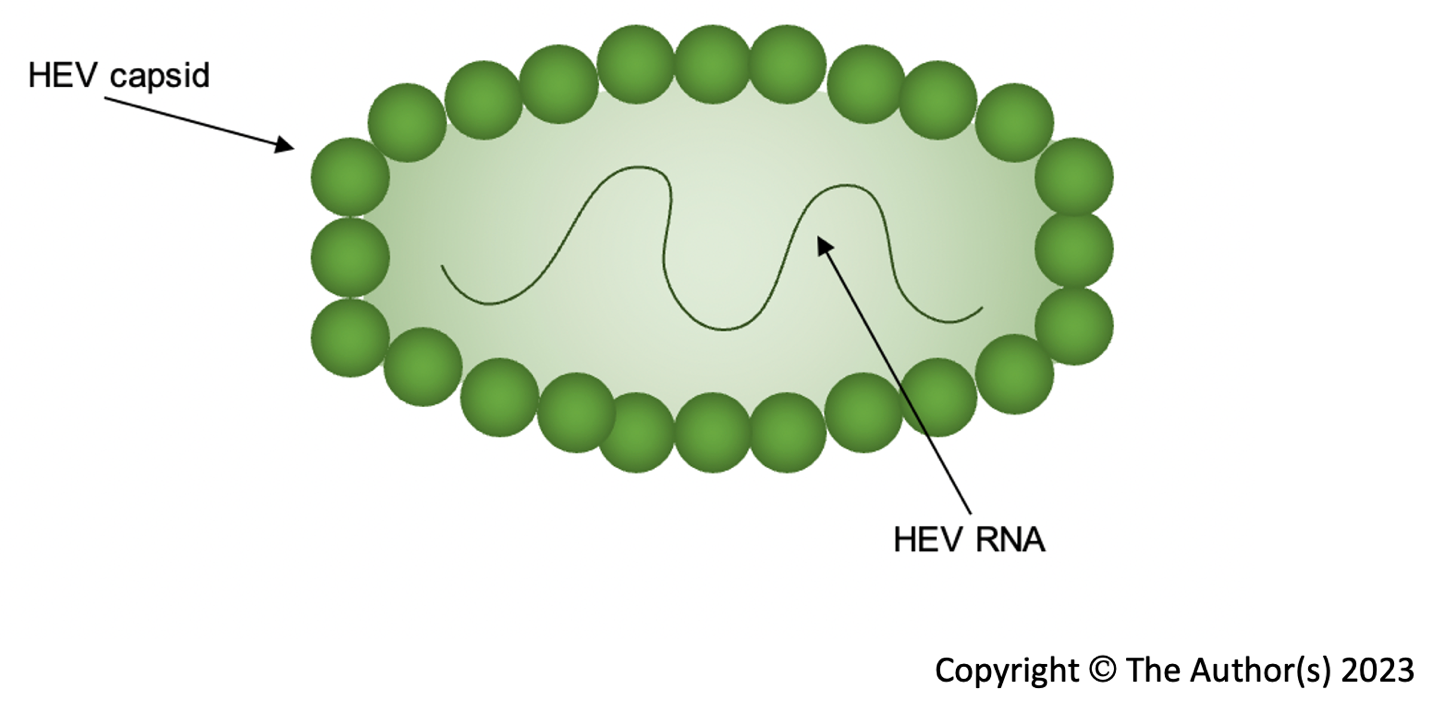 HEV capsid
HEV RNA
Copyright © The Author(s) 2023